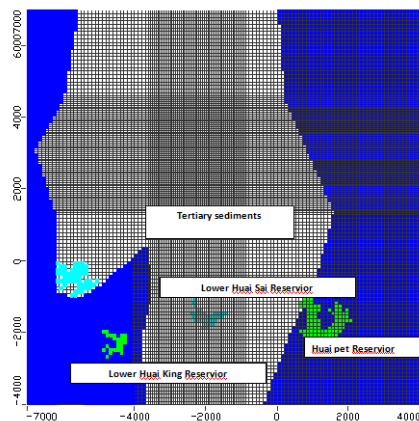 60007000
4000
2000
0
-2000
-4000
Tertiary sediments
Lower Huai Sai Reservior
Huai pet Reservior
Lower Huai King Reservior
-7000 -4000 -2000 0 2000 4000